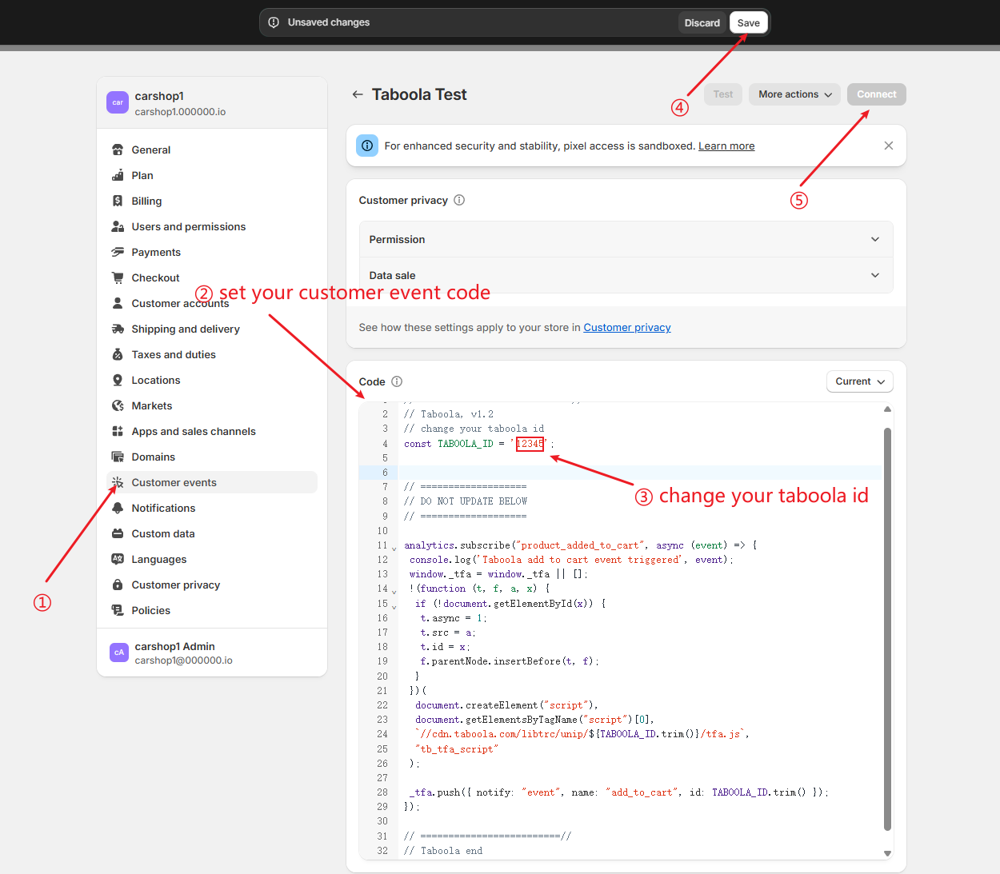 Unsaved changes
Discard
Save
car
carshop1
carshop1.000000.io
General
Plan
Billing
Users and permissions
Payments
Checkout
Customer accounts
Shipping and delivery
Taxes and duties
Locations
Markets
Apps and sales channels
Domains
Customer events
Notifications
Custom data
Languages
Customer privacy
Policies
cA
carshop1 Admin
carshop1@000000.io
Taboola Test
Test
More actions
Connect
④
For enhanced security and stability, pixel access is sandboxed. Learn more
⑤
Customer privacy
Permission
Data sale
② set your customer event code
See how these settings apply to your store in Customer privacy
Code
Current
2 // Taboola, v1.2
3 // change your taboola id
4 const TABOOLA_ID = '12345';
5
6
7 // ===================
8 // DO NOT UPDATE BELOW
9 // ===================
③ change your taboola id
①
10
11 analytics.subscribe("product_added_to_cart", async (event) => {
12 console.log('Taboola add to cart event triggered', event);
13 window._tfa = window._tfa || [];
14 !(function (t, f, a, x) {
15 if (!document.getElementById(x)) {
16 t.async = 1;
17 t.src = a;
18 t.id = x;
19 f.parentNode.insertBefore(t, f);
20 }
21 })(
22 document.createElement("script"),
23 document.getElementsByTagName("script")[0],
24 `//cdn.taboola.com/libtrc/unip/${TABOOLA_ID.trim()}/tfa.js`,
25 "tb_tfa_script"
26 );
27
28 _tfa.push({ notify: "event", name: "add_to_cart", id: TABOOLA_ID.trim() });
29 });
30
31 // =========================//
32 // Taboola end